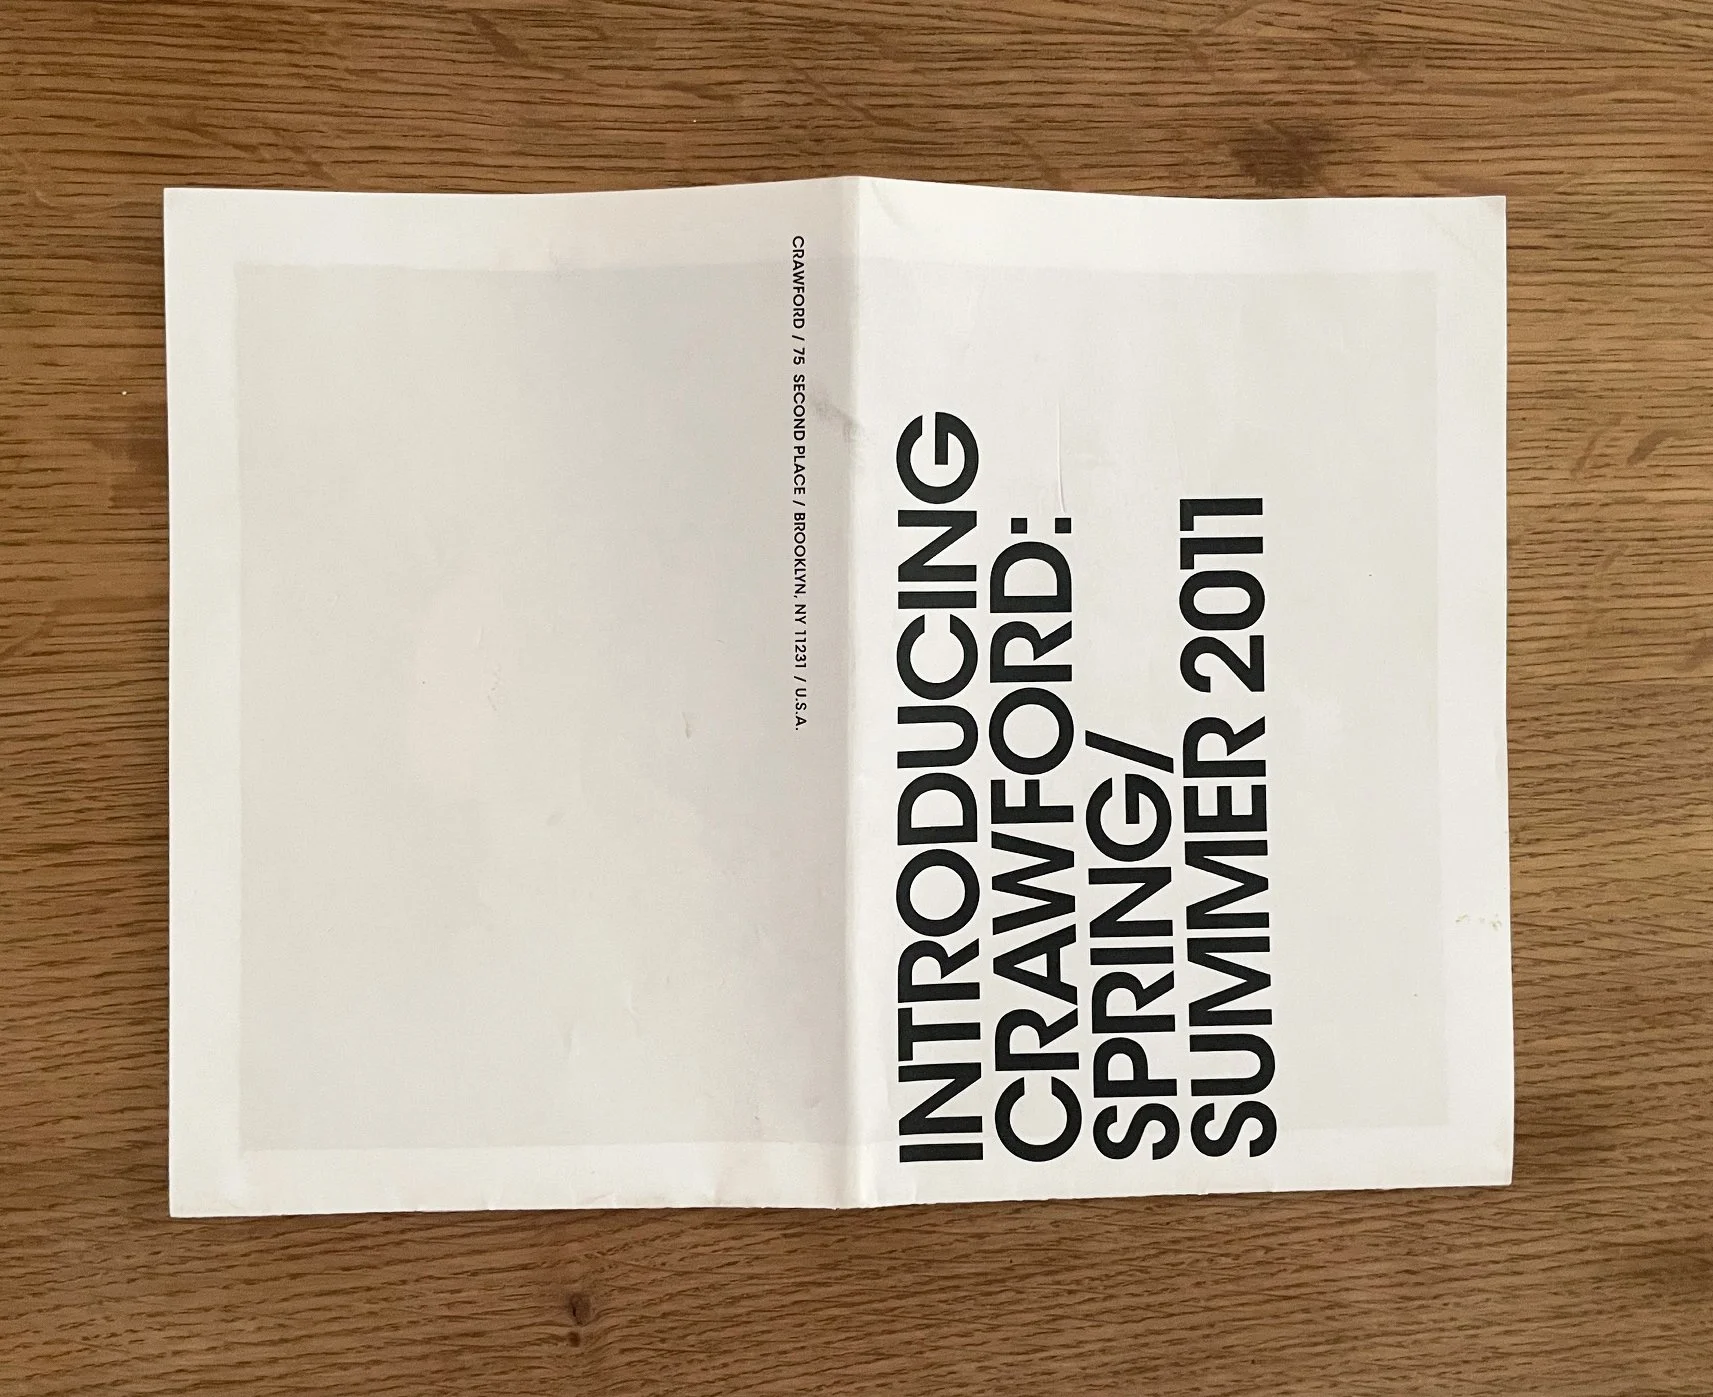 INTRODUCING
CRAWFORD:
SPRING/
SUMMER 2011
CRAWFORD / 75 SECOND PLACE / BROOKLYN, NY 11231 / U.S.A.